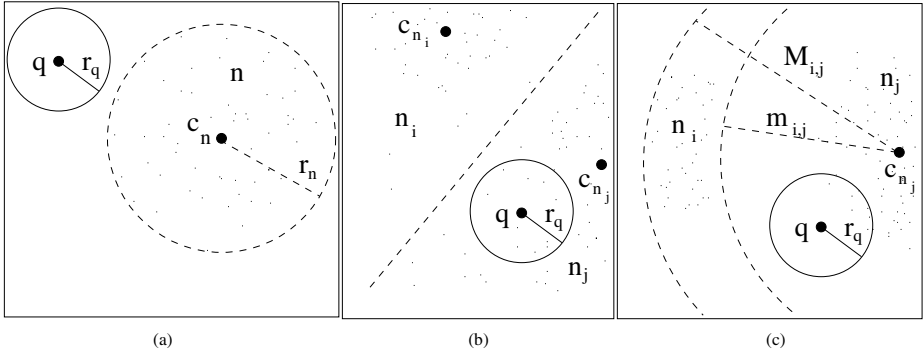 q
r_q
n
c_n
r_n
c_{n_i}
n_i
c_{n_j}
q
r_q
n_j
M_{i,j}
n_j
n_i
m_{i,j}
c_{n_j}
q
r_q
(a)
(b)
(c)